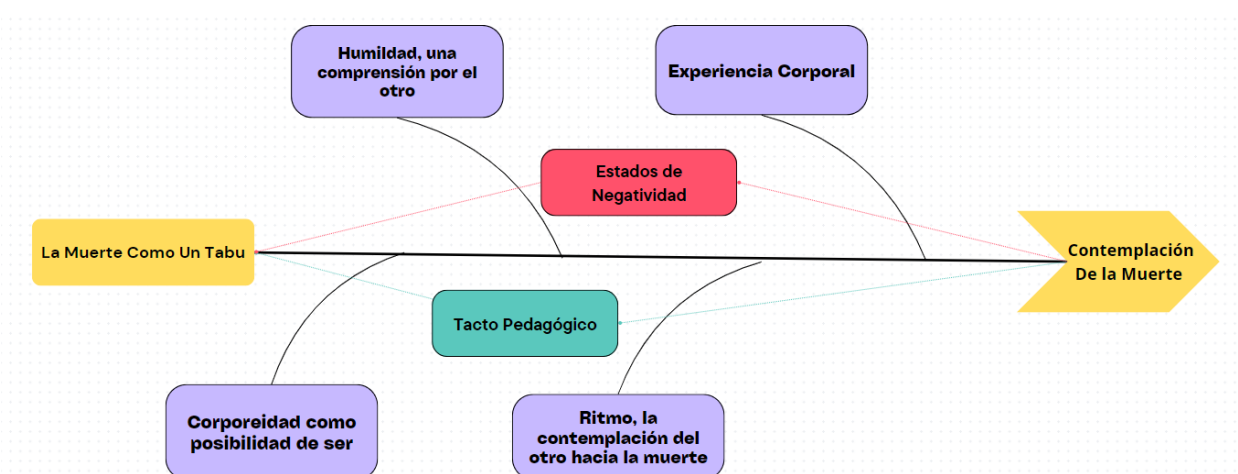 Humildad, una
comprensión por el
otro
Experiencia Corporal
Estados de
Negatividad
La Muerte Como Un Tabu
Contemplación
De la Muerte
Tacto Pedagógico
Corporeidad como
posibilidad de ser
Ritmo, la
contemplación del
otro hacia la muerte